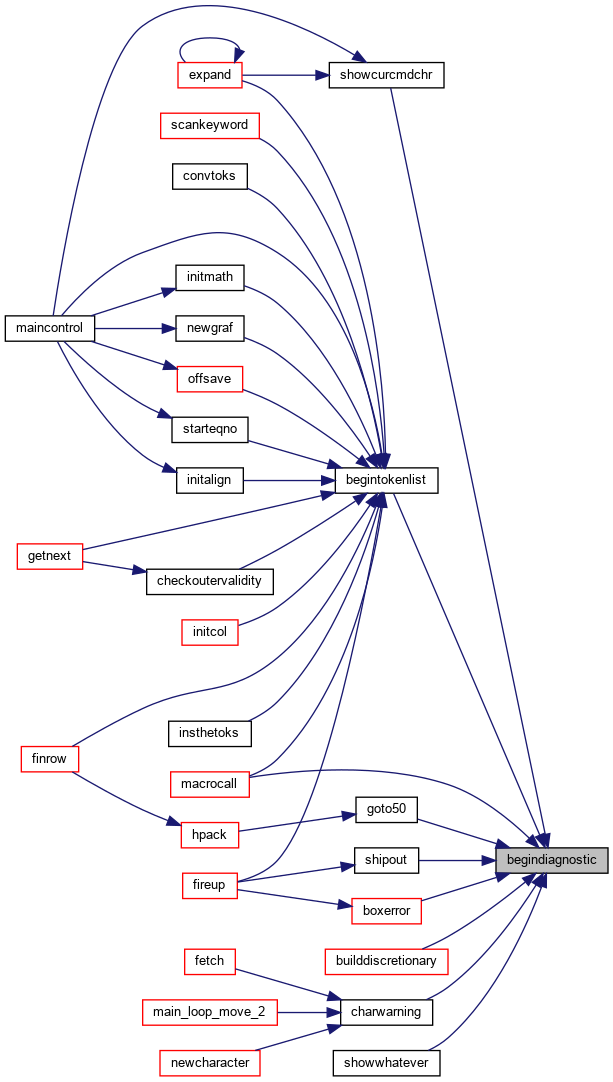 expand
showcurcmdchr
scankeyword
convtoks
initmath
maincontrol
newgraf
offsave
starteqno
initalign
begintokenlist
getnext
checkoutervalidity
initcol
insthetoks
finrow
macrocall
goto50
hpack
shipout
begindiagnostic
fireup
boxerror
fetch
builddiscretionary
main_loop_move_2
charwarning
newcharacter
showwhatever